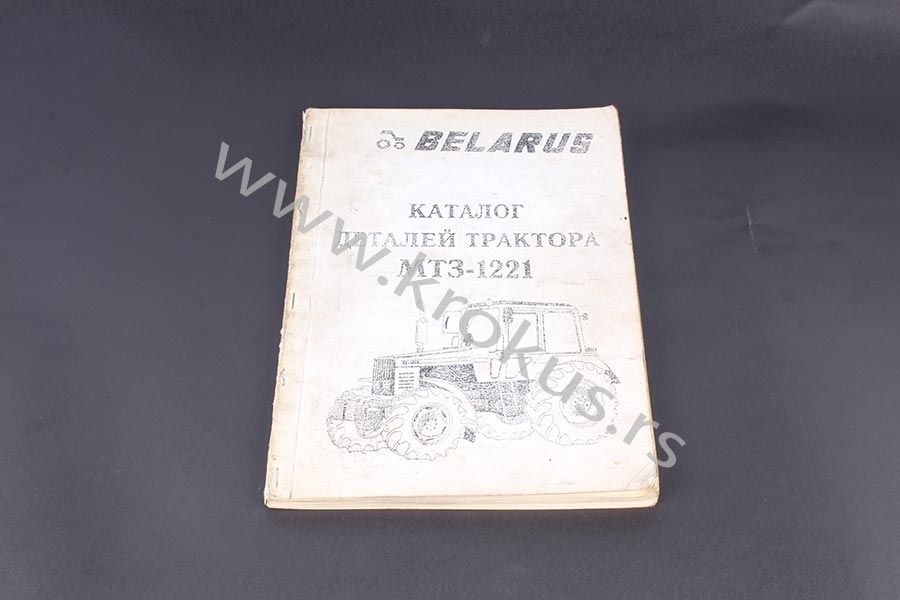 BELARUS
КАТАЛОГ
ДЕТАЛЕЙ ТРАКТОРА
МТЗ-1221
www.krokus.rs